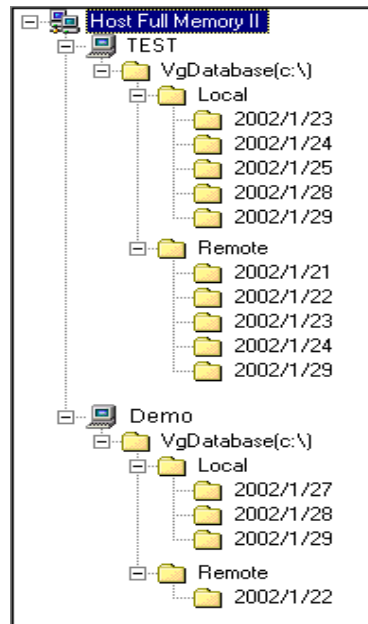 Host Full Memory II
TEST
VgDatabase(c:\)
Local
2002/1/23
2002/1/24
2002/1/25
2002/1/28
2002/1/29
Remote
2002/1/21
2002/1/22
2002/1/23
2002/1/24
2002/1/29
Demo
VgDatabase(c:\)
Local
2002/1/27
2002/1/28
2002/1/29
Remote
2002/1/22